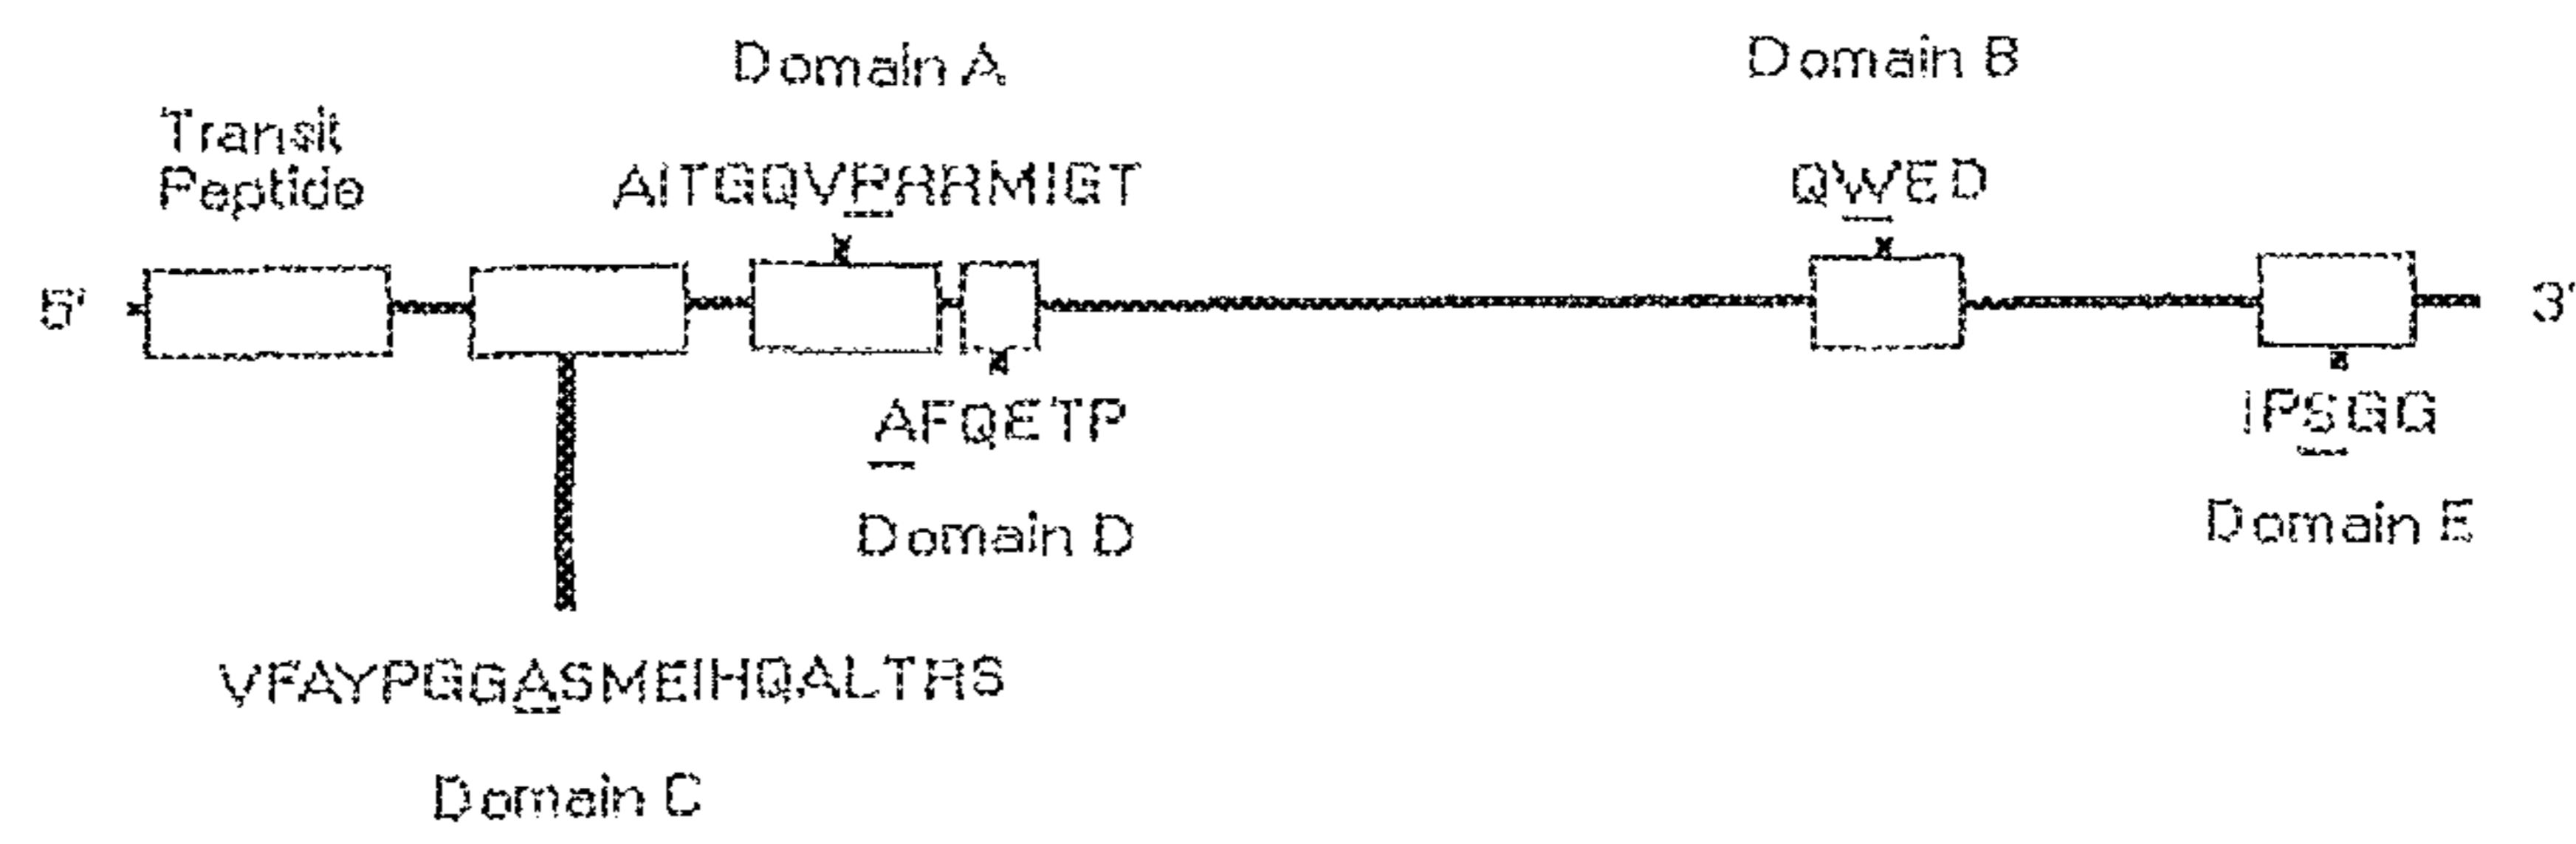 Domain A
Domain B
Transit
Peptide
AITGQVPRRMIGT
QWED
5'
3'
AFQETP
IPSGG
Domain D
Domain E
VFAYPGGASMEIHQALTRS
Domain C